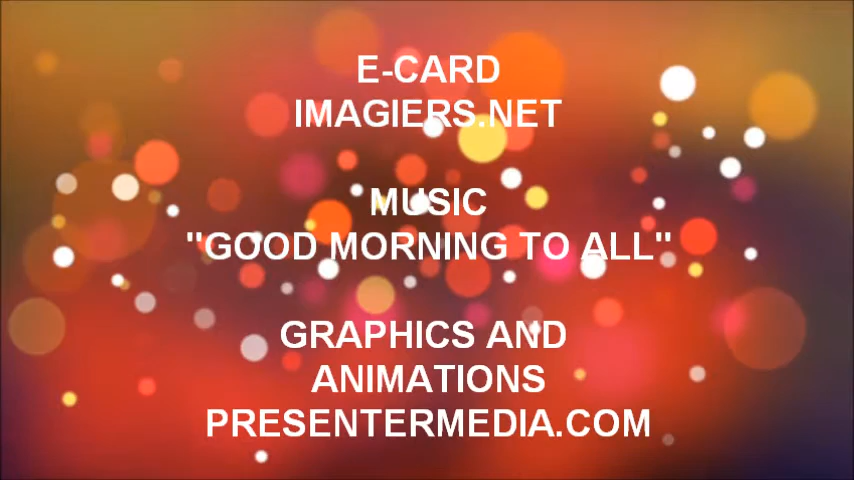 E-CARD
IMAGIERS.NET
MUSIC
"GOOD MORNING TO ALL"
GRAPHICS AND
ANIMATIONS
PRESENTERMEDIA.COM